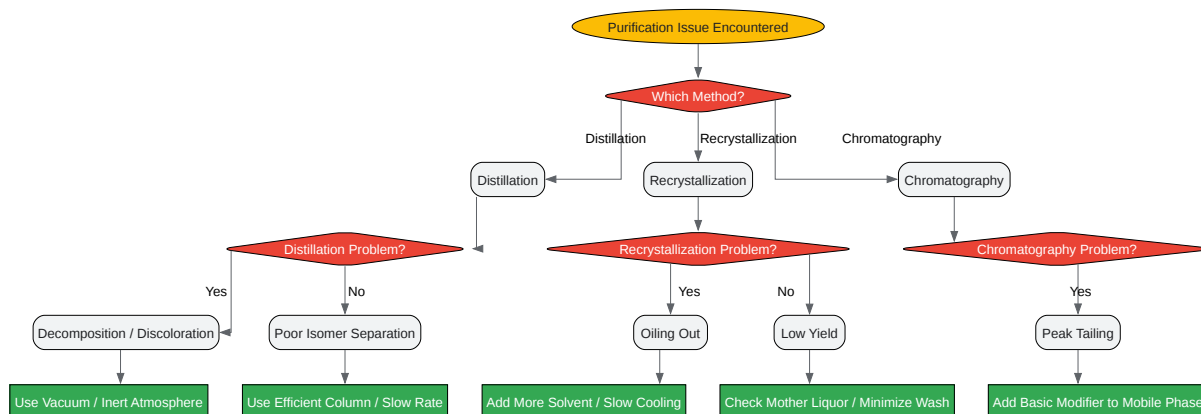 Purification Issue Encountered
Which Method?
Distillation
Recrystallization
Chromatography
Distillation
Recrystallization
Chromatography
Distillation Problem?
Recrystallization Problem?
Chromatography Problem?
Yes
No
Yes
No
Yes
Decomposition / Discoloration
Poor Isomer Separation
Oiling Out
Low Yield
Peak Tailing
Use Vacuum / Inert Atmosphere
Use Efficient Column / Slow Rate
Add More Solvent / Slow Cooling
Check Mother Liquor / Minimize Wash
Add Basic Modifier to Mobile Phase